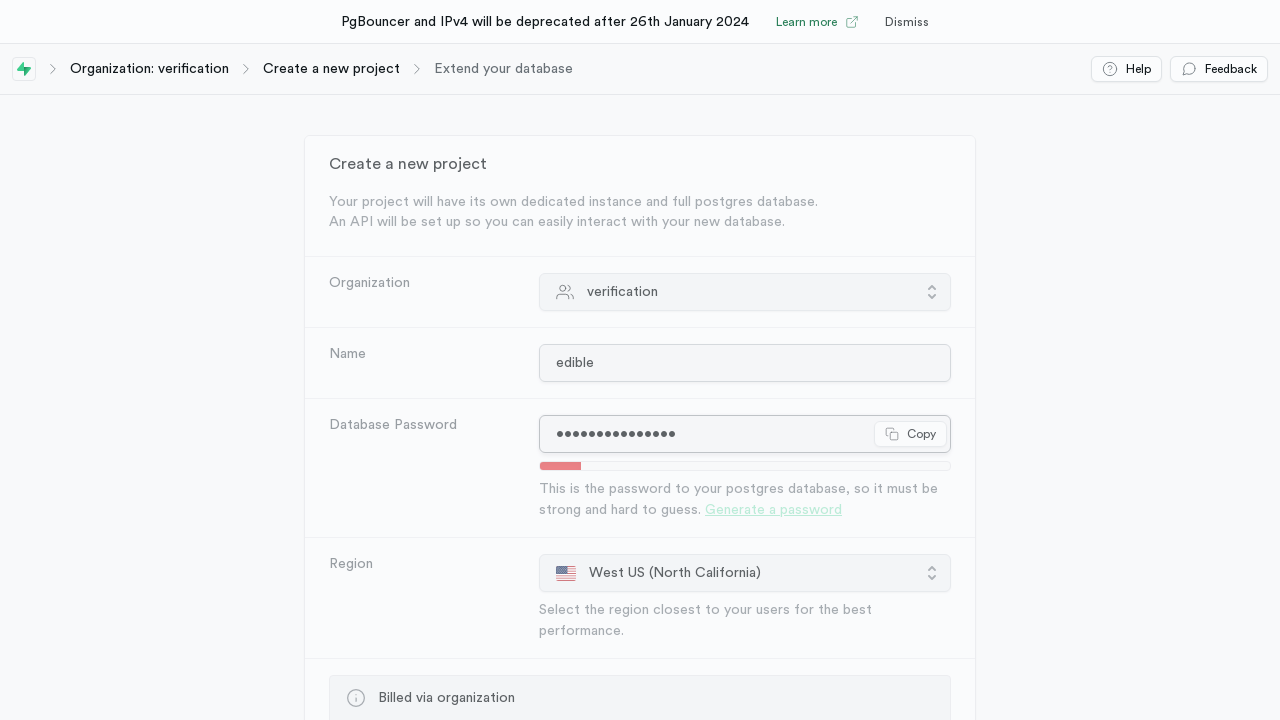 PgBouncer and IPv4 will be deprecated after 26th January 2024 Learn more Dismiss
Organization: verification Create a new project Extend your database Help Feedback
Create a new project
Your project will have its own dedicated instance and full postgres database.
An API will be set up so you can easily interact with your new database.
Organization verification
Name edible
Database Password ••••••••••••••• Copy
This is the password to your postgres database, so it must be
strong and hard to guess. Generate a password
Region West US (North California)
Select the region closest to your users for the best
performance.
Billed via organization